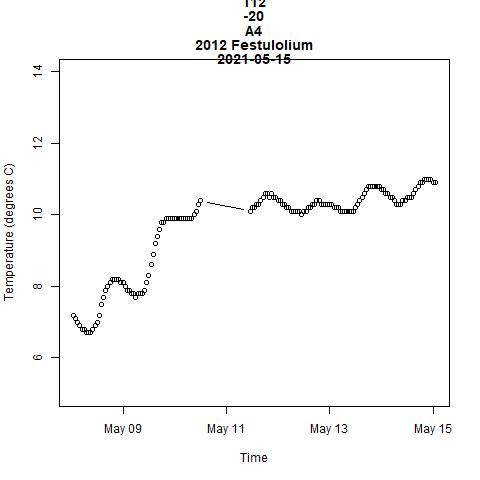 T12
-20
A4
2012 Festulolium
2021-05-15
14
12
10
8
6
Temperature (degrees C)
May 09
May 11
May 13
May 15
Time